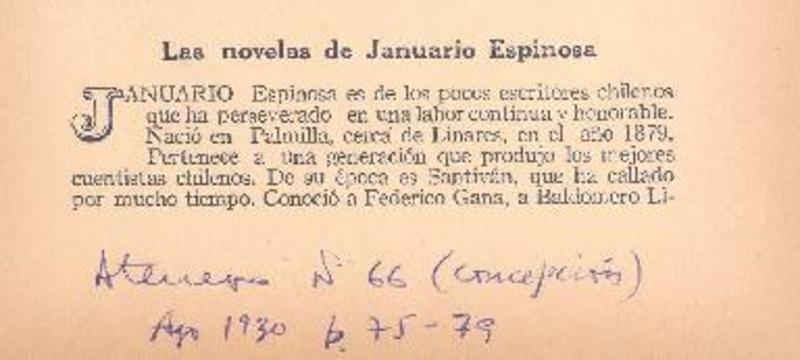 Las novelas de Januario Espinosa
JANUARIO Espinosa es de los pocos escritores chilenos
que ha perseverado en una labor continua y honorable.
Nació en Palmilla, cerca de Linares, en el año 1879.
Pertenece a una generación que produjo los mejores
cuentistas chilenos. De su época es Santiván, que ha callado
por mucho tiempo. Conoció a Federico Gana, a Baldomero Li-
Atenea N° 66 (Concepción)
Ago 1930 p. 75-79